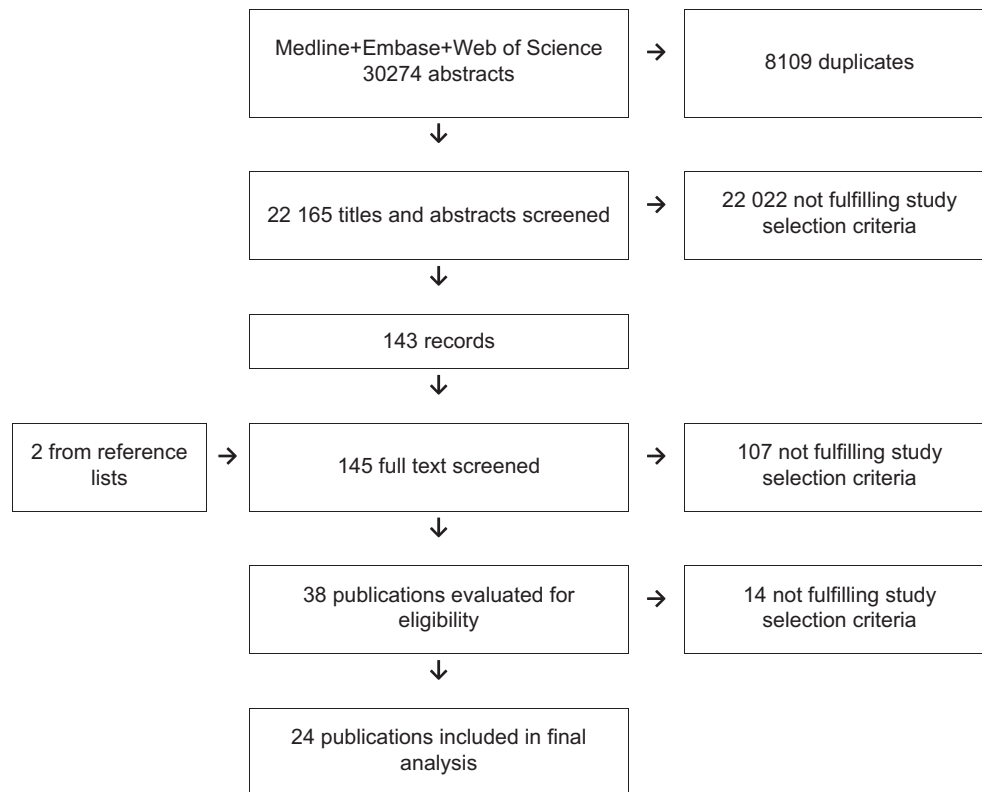 Medline+Embase+Web of Science
30274 abstracts
8109 duplicates
22 165 titles and abstracts screened
22 022 not fulfilling study
selection criteria
143 records
2 from reference
lists
145 full text screened
107 not fulfilling study
selection criteria
38 publications evaluated for
eligibility
14 not fulfilling study
selection criteria
24 publications included in final
analysis